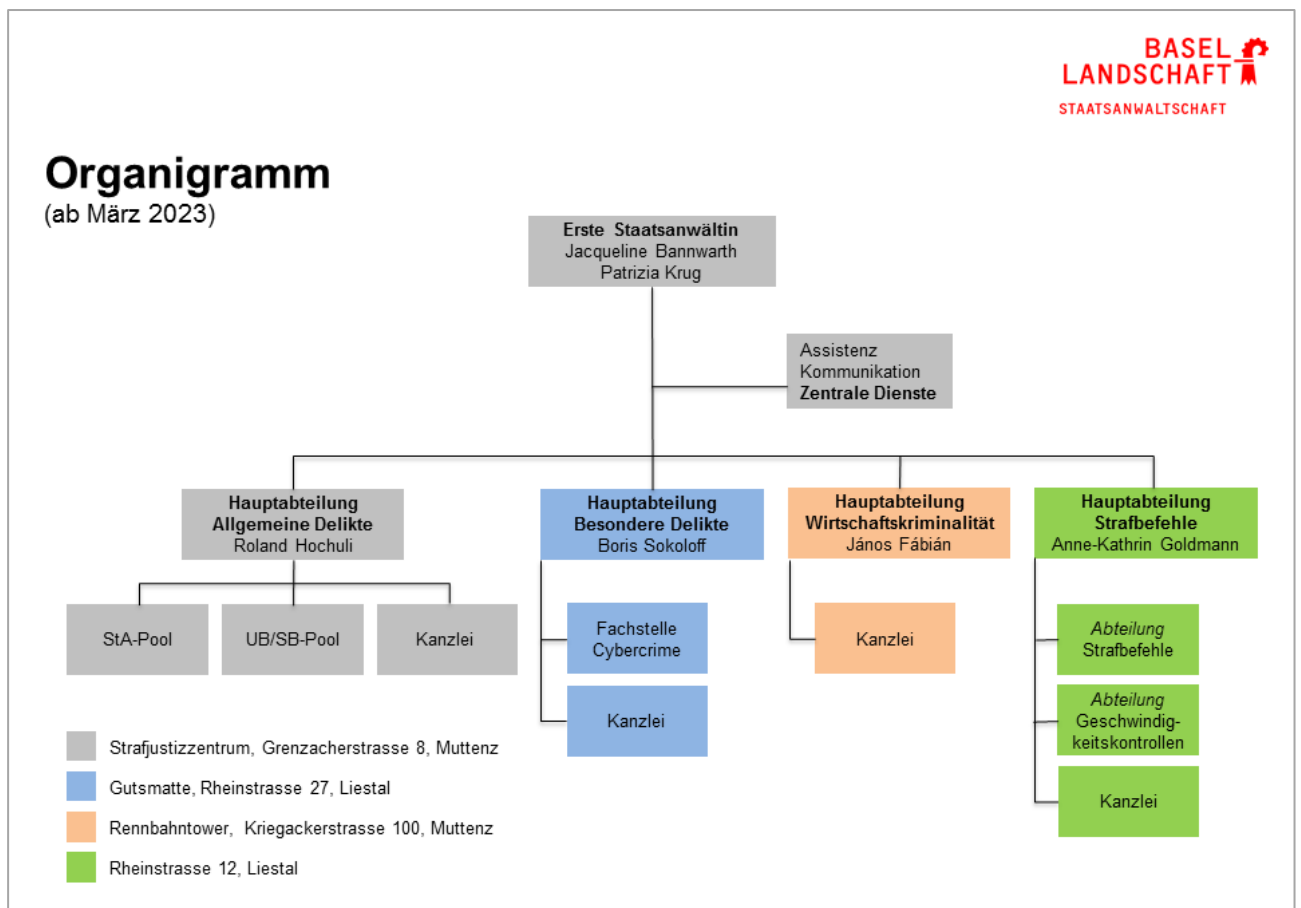 BASEL
LANDSCHAFT
STAATSANWALTSCHAFT
Organigramm
(ab März 2023)
Erste Staatsanwältin
Jacqueline Bannwarth
Patrizia Krug
Assistenz
Kommunikation
Zentrale Dienste
Hauptabteilung
Allgemeine Delikte
Roland Hochuli
Hauptabteilung
Besondere Delikte
Boris Sokoloff
Hauptabteilung
Wirtschaftskriminalität
János Fábián
Hauptabteilung
Strafbefehle
Anne-Kathrin Goldmann
StA-Pool
UB/SB-Pool
Kanzlei
Fachstelle
Cybercrime
Kanzlei
Kanzlei
Abteilung
Strafbefehle
Abteilung
Geschwindig-
keitskontrollen
Kanzlei
Strafjustizzentrum, Grenzacherstrasse 8, Muttenz
Gutsmatte, Rheinstrasse 27, Liestal
Rennbahntower, Kriegackerstrasse 100, Muttenz
Rheinstrasse 12, Liestal